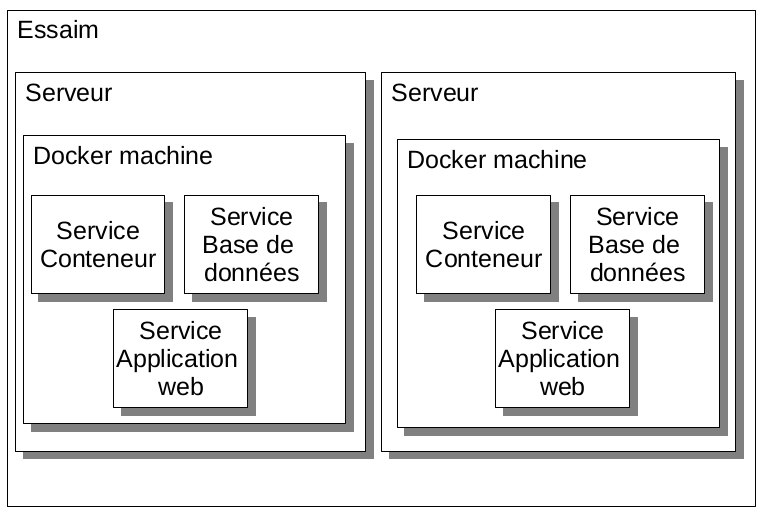 Essaim
Serveur
Docker machine
Service
Conteneur
Service
Base de
données
Service
Application
web
Serveur
Docker machine
Service
Conteneur
Service
Base de
données
Service
Application
web